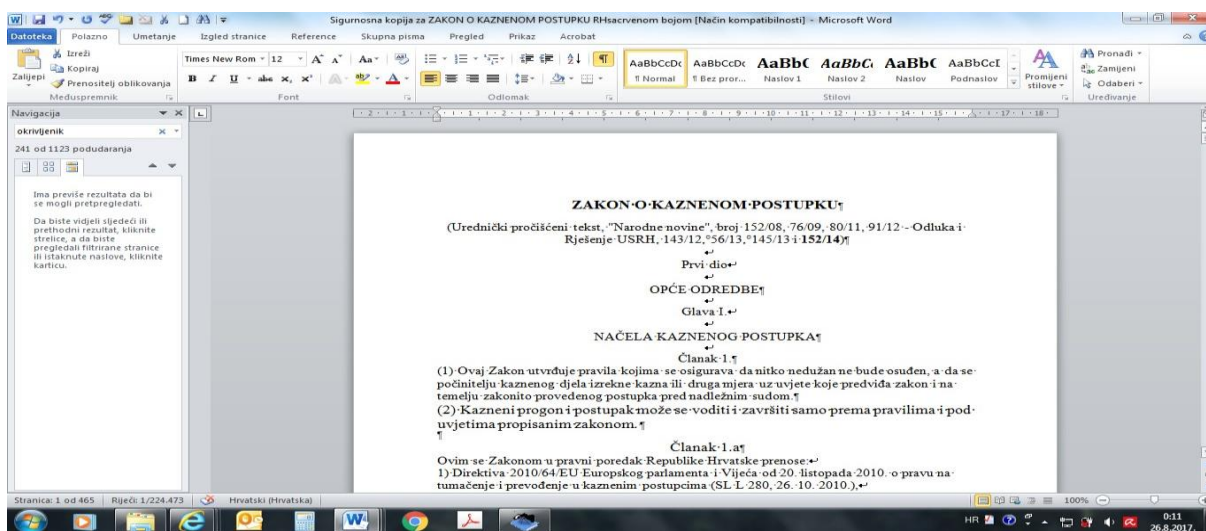 Sigurnosna kopija za ZAKON O KAZNENOM POSTUPKU RHsacrvenom bojom [Način kompatibilnosti] - Microsoft Word
Datoteka Polazno Umetanje Izgled stranice Reference Skupna pisma Pregled Prikaz Acrobat
Zalijepi
Izreži
Kopiraj
Prenositelj oblikovanja
Međuspremnik
Times New Rom 12
Font
Odlomak
AaBbCcDc AaBbCcDc AaBbC AaBbCc AaBbC AaBbCcI
¶ Normal ¶ Bez pror... Naslov 1 Naslov 2 Naslov Podnaslov
Promijeni stilove
Stilovi
Pronađi
Zamijeni
Odaberi
Uređivanje
Navigacija
okrivljenik
241 od 1123 podudaranja
Ima previše rezultata da bi
se mogli pretpregledati.
Da biste vidjeli sljedeći ili
prethodni rezultat, kliknite
strelice, a da biste
pregledali filtrirane stranice
ili istaknute naslove, kliknite
karticu.
ZAKON O KAZNENOM POSTUPKU¶
(Urednički pročišćeni tekst, "Narodne novine", broj 152/08, 76/09, 80/11, 91/12 - Odluka i
Rješenje USRH, 143/12,°56/13,°145/13 i 152/14)¶
Prvi dio
OPĆE ODREDBE¶
Glava I.
NAČELA KAZNENOG POSTUPKA¶
Članak 1.¶
(1) Ovaj Zakon utvrđuje pravila kojima se osigurava da nitko nedužan ne bude osuđen, a da se
počinitelju kaznenog djela izrekne kazna ili druga mjera uz uvjete koje predviđa zakon i na
temelju zakonito provedenog postupka pred nadležnim sudom.¶
(2) Kazneni progon i postupak može se voditi i završiti samo prema pravilima i pod
uvjetima propisanim zakonom. ¶
¶
Članak 1.a¶
Ovim se Zakonom u pravni poredak Republike Hrvatske prenose:
1) Direktiva 2010/64/EU Europskog parlamenta i Vijeća od 20. listopada 2010. o pravu na
tumačenje i prevođenje u kaznenim postupcima (SL L 280, 26. 10. 2010.),
Stranica: 1 od 465 Riječi: 1/224.473 Hrvatski (Hrvatska) 100%
HR 0:11
26.8.2017.